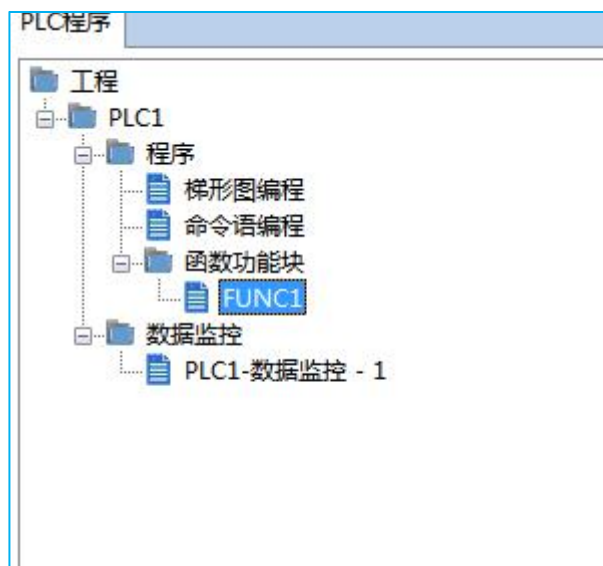 PLC程序
工程
PLC1
程序
梯形图编程
命令语编程
函数功能块
FUNC1
数据监控
PLC1-数据监控 - 1